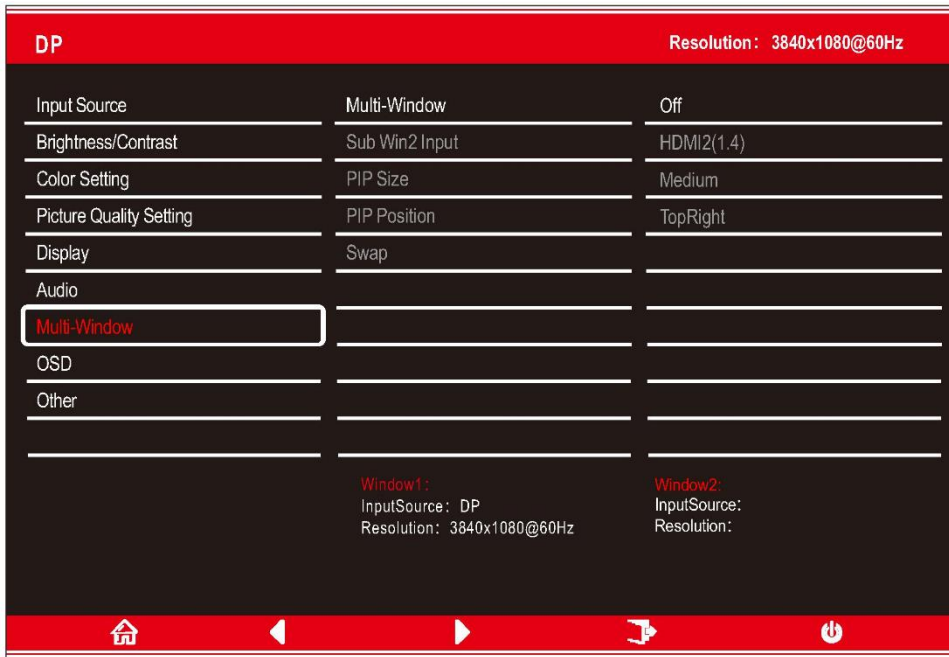 DP Resolution: 3840x1080@60Hz
Input Source Multi-Window Off
Brightness/Contrast Sub Win2 Input HDMI2(1.4)
Color Setting PIP Size Medium
Picture Quality Setting PIP Position TopRight
Display Swap
Audio
Multi-Window
OSD
Other
Window1: Window2:
InputSource: DP InputSource:
Resolution: 3840x1080@60Hz Resolution: